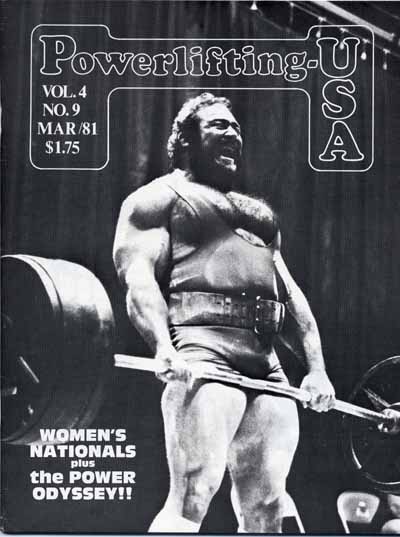 Powerlifting-USA
VOL. 4
NO. 9
MAR/81
$1.75
WOMEN'S
NATIONALS
plus
the POWER
ODYSSEY!!